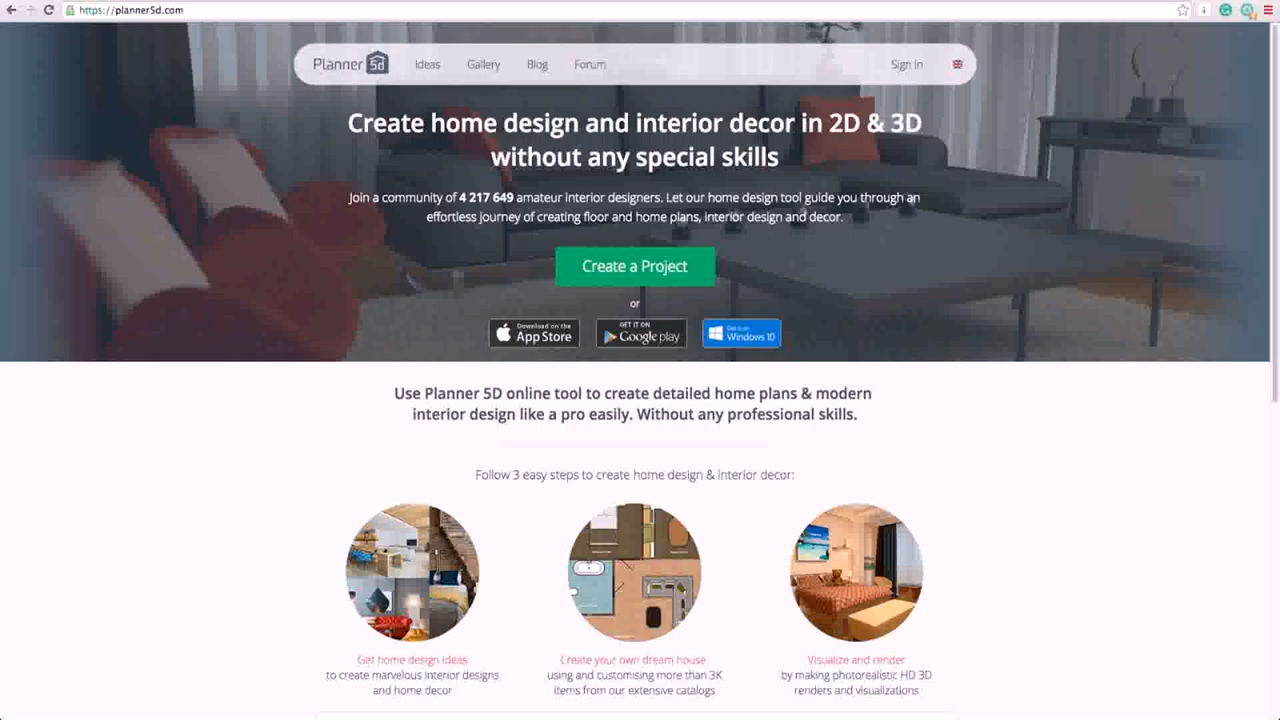 https://planner5d.com
Planner 5d Ideas Gallery Blog Forum Sign in
Create home design and interior decor in 2D & 3D
without any special skills
Join a community of 4 217 649 amateur interior designers. Let our home design tool guide you through an
effortless journey of creating floor and home plans, interior design and decor.
Create a Project
or
Download on the
App Store
GET IT ON
Google play
Get it on
Windows 10
Use Planner 5D online tool to create detailed home plans & modern
interior design like a pro easily. Without any professional skills.
Follow 3 easy steps to create home design & interior decor:
Get home design ideas
to create marvelous interior designs
and home decor
Create your own dream house
using and customising more than 3K
items from our extensive catalogs
Visualize and render
by making photorealistic HD 3D
renders and visualizations